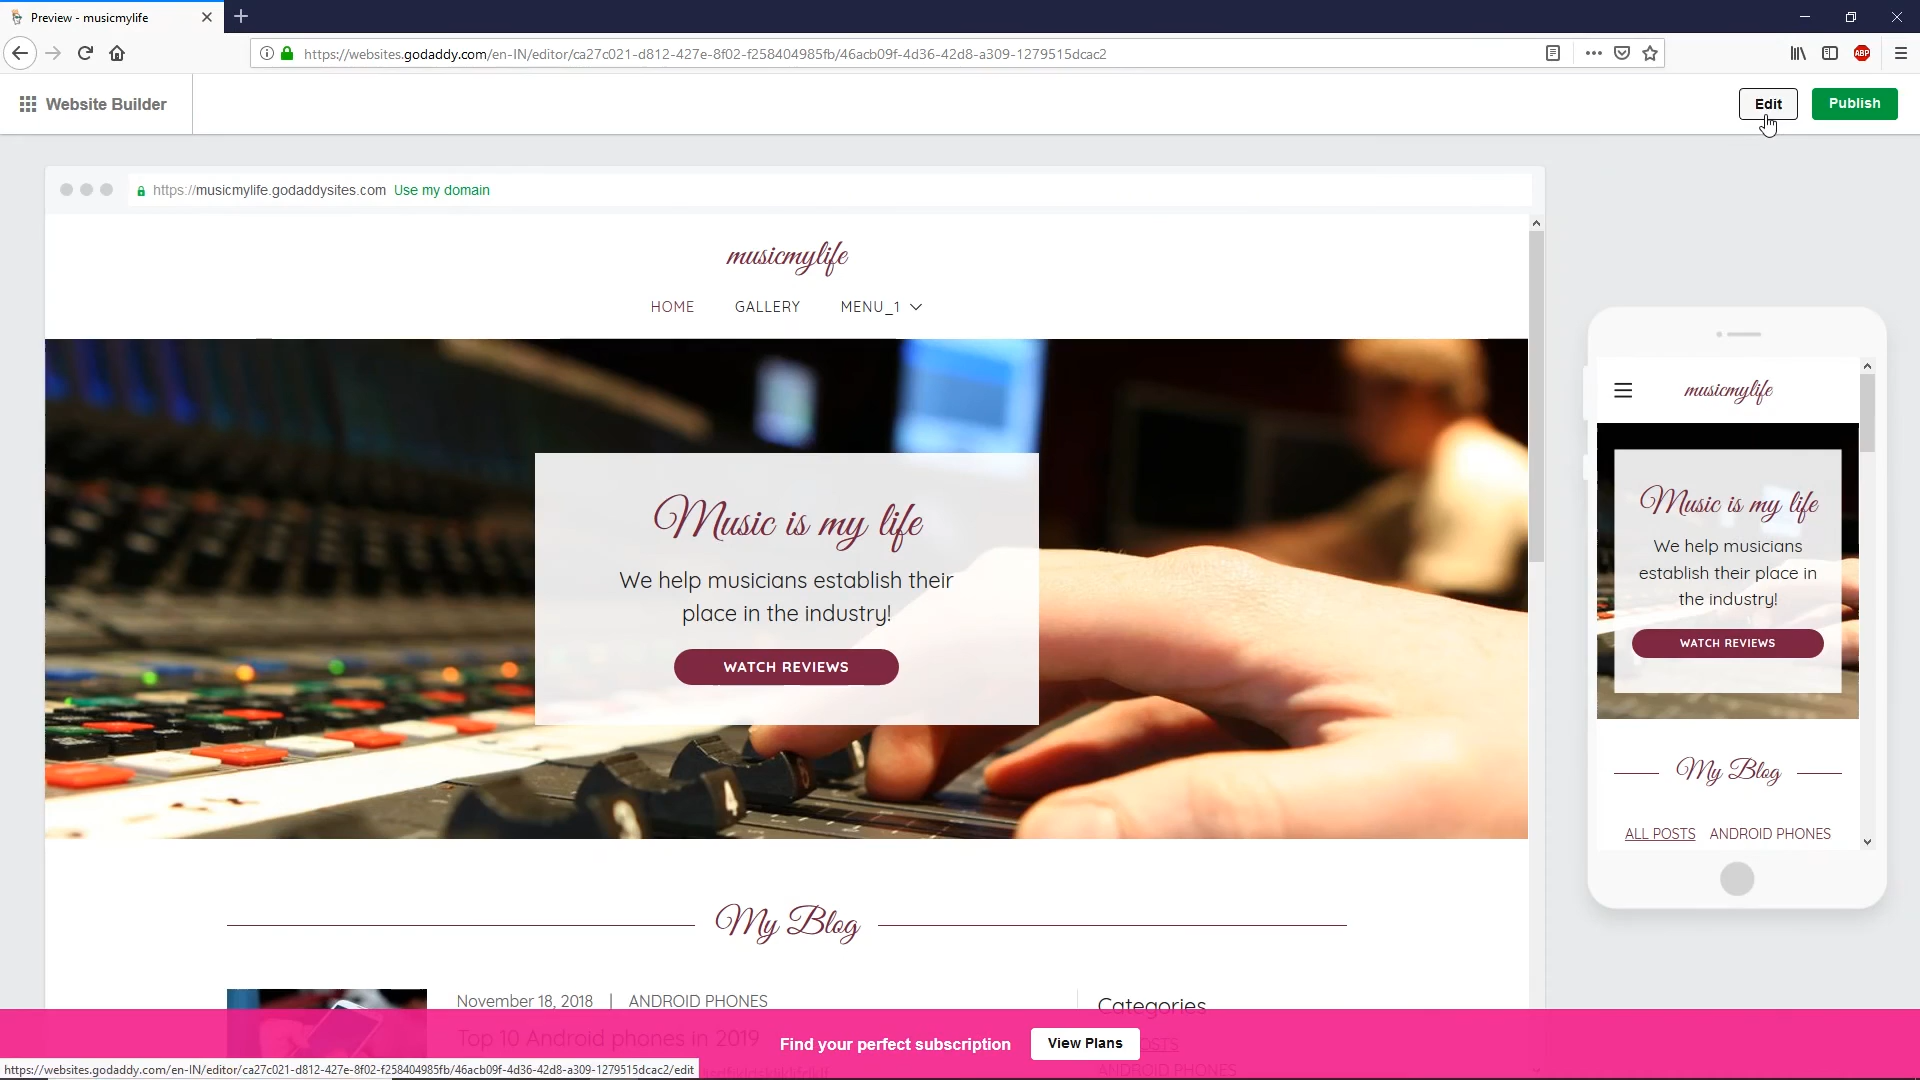 Preview - musicmylife
https://websites.godaddy.com/en-IN/editor/ca27c021-d812-427e-8f02-f258404985fb/46acb09f-4d36-42d8-a309-1279515dcac2
ABP
Website Builder
Edit
Publish
https://musicmylife.godaddysites.com Use my domain
musicmylife
HOME GALLERY MENU_1
Music is my life
We help musicians establish their
place in the industry!
WATCH REVIEWS
4
My Blog
November 18, 2018 | ANDROID PHONES
Top 10 Android phones in 2019
Categories
ANDROID PHONES
musicmylife
Music is my life
We help musicians
establish their place in
the industry!
WATCH REVIEWS
My Blog
ALL POSTS ANDROID PHONES
Find your perfect subscription
View Plans
https://websites.godaddy.com/en-IN/editor/ca27c021-d812-427e-8f02-f258404985fb/46acb09f-4d36-42d8-a309-1279515dcac2/edit